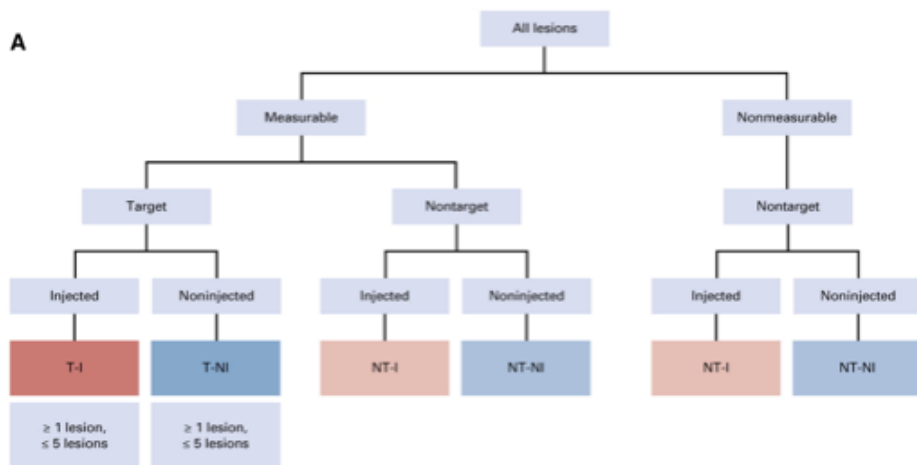 A
All lesions
Measurable
Nonmeasurable
Target
Nontarget
Nontarget
Injected
Noninjected
Injected
Noninjected
Injected
Noninjected
T-I
T-NI
NT-I
NT-NI
NT-I
NT-NI
≥ 1 lesion,
≤ 5 lesions
≥ 1 lesion,
≤ 5 lesions